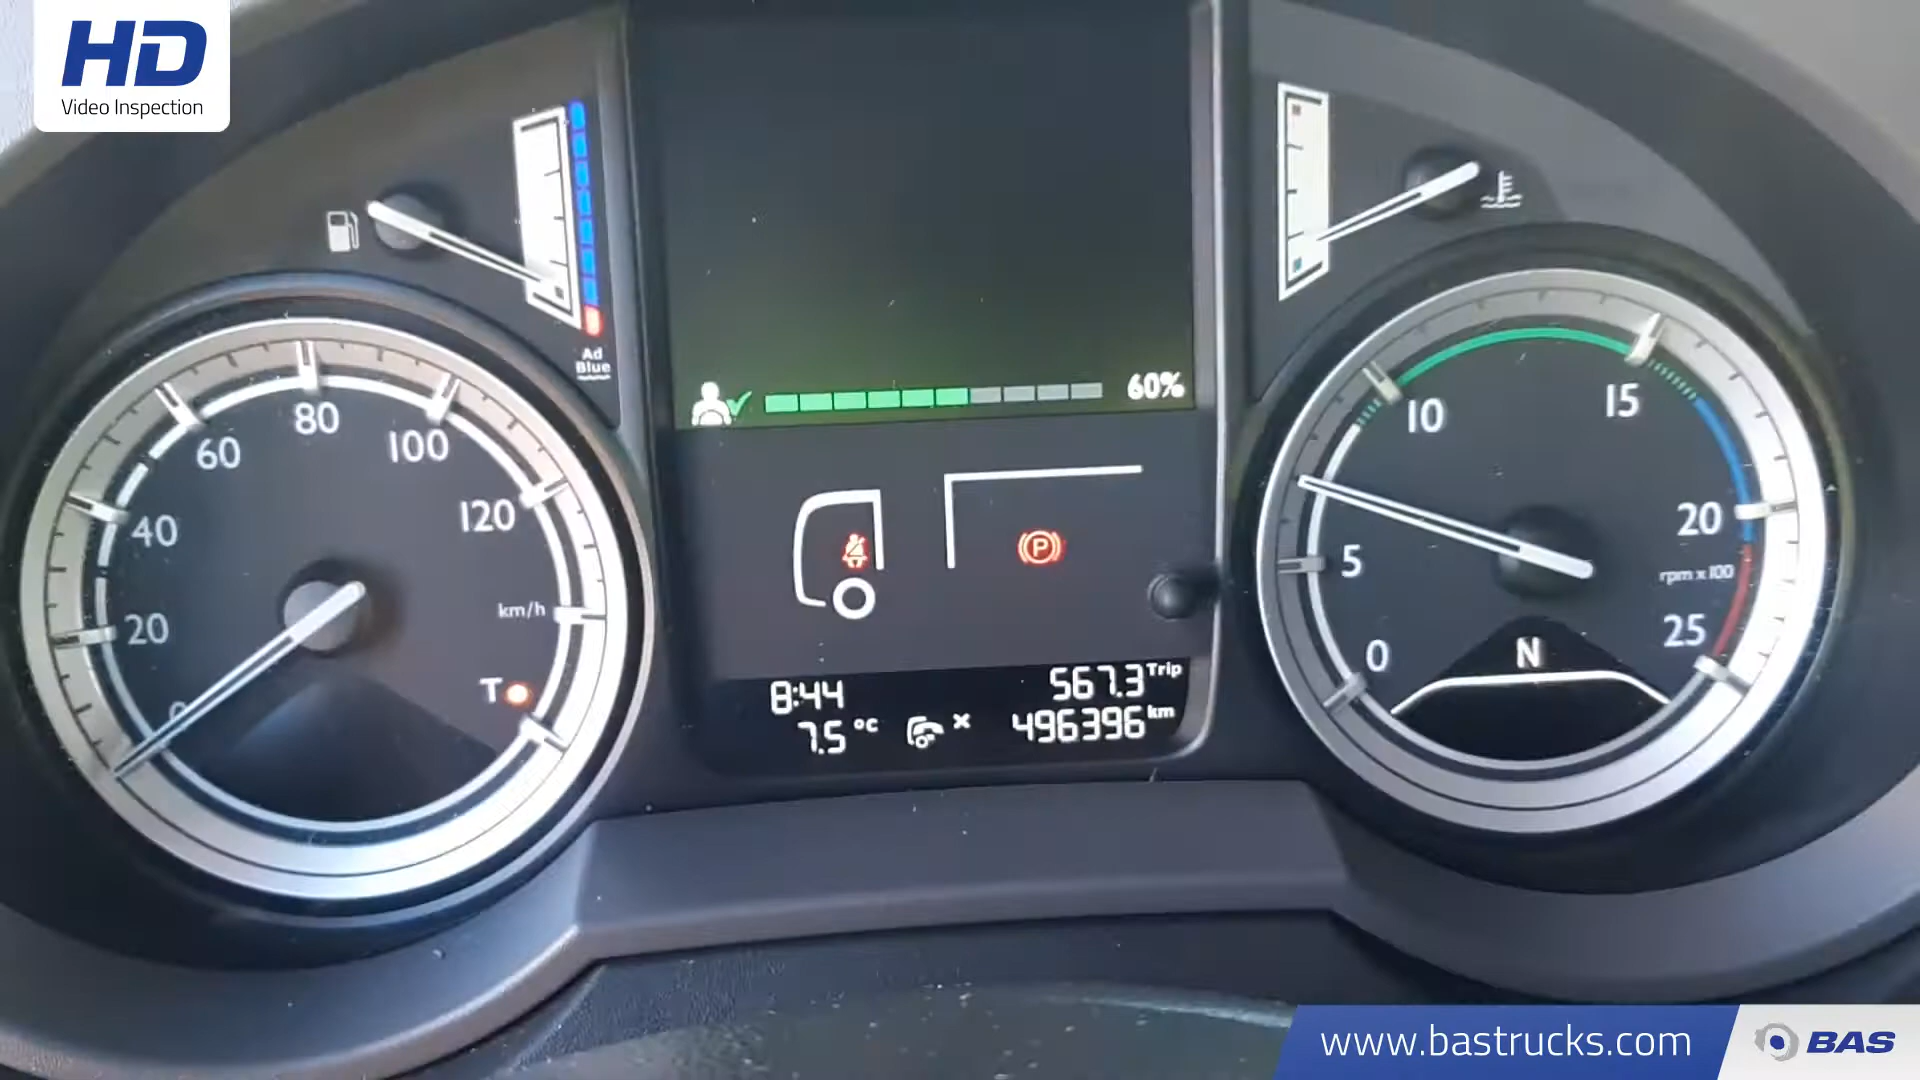 HD
Video Inspection
Ad
Blue
60%
0
20
40
60
80
100
120
km/h
T
8:44
7.5 °C
567.3 Trip
496396 km
P
0
5
10
15
20
25
rpm x 100
N
www.bastrucks.com
BAS